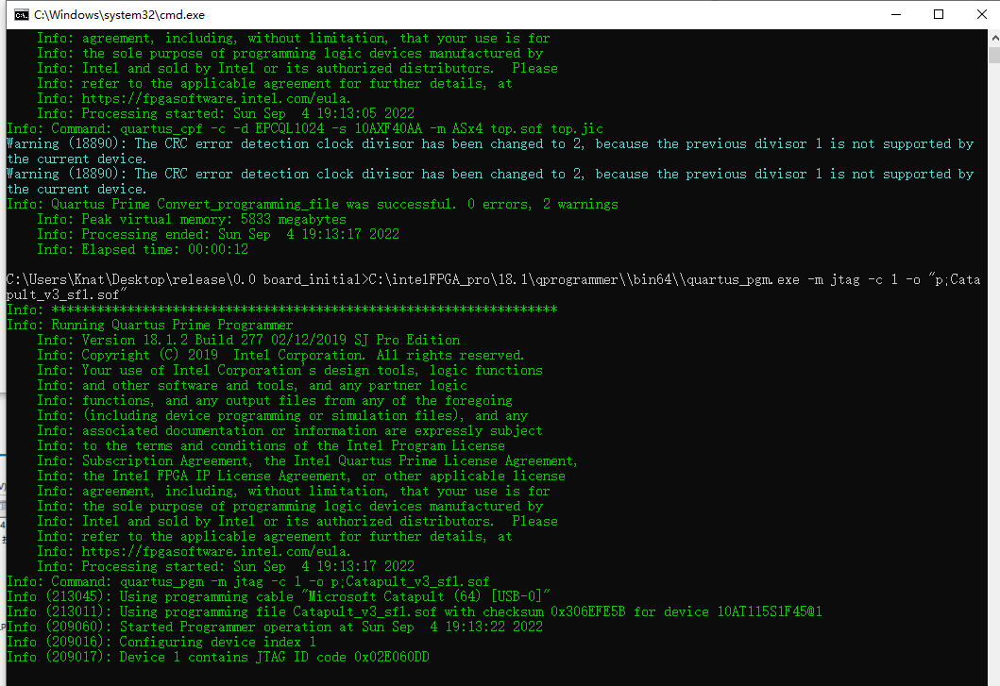 C:\Windows\system32\cmd.exe
Info: agreement, including, without limitation, that your use is for
Info: the sole purpose of programming logic devices manufactured by
Info: Intel and sold by Intel or its authorized distributors.  Please
Info: refer to the applicable agreement for further details, at
Info: https://fpgasoftware.intel.com/eula.
Info: Processing started: Sun Sep  4 19:13:05 2022
Info: Command: quartus_cpf -c -d EPCQL1024 -s 10AXF40AA -m ASx4 top.sof top.jic
Warning (18890): The CRC error detection clock divisor has been changed to 2, because the previous divisor 1 is not supported by
the current device.
Warning (18890): The CRC error detection clock divisor has been changed to 2, because the previous divisor 1 is not supported by
the current device.
Info: Quartus Prime Convert_programming_file was successful. 0 errors, 2 warnings
Info: Peak virtual memory: 5833 megabytes
Info: Processing ended: Sun Sep  4 19:13:17 2022
Info: Elapsed time: 00:00:12
C:\Users\Knat\Desktop\release\0.0 board_initial>C:\intelFPGA_pro\18.1\qprogrammer\\bin64\\quartus_pgm.exe -m jtag -c 1 -o "p;Cata
pult_v3_sfl.sof"
Info: *******************************************************************
Info: Running Quartus Prime Programmer
Info: Version 18.1.2 Build 277 02/12/2019 SJ Pro Edition
Info: Copyright (C) 2019  Intel Corporation. All rights reserved.
Info: Your use of Intel Corporation's design tools, logic functions
Info: and other software and tools, and any partner logic
Info: functions, and any output files from any of the foregoing
Info: (including device programming or simulation files), and any
Info: associated documentation or information are expressly subject
Info: to the terms and conditions of the Intel Program License
Info: Subscription Agreement, the Intel Quartus Prime License Agreement,
Info: the Intel FPGA IP License Agreement, or other applicable license
Info: agreement, including, without limitation, that your use is for
Info: the sole purpose of programming logic devices manufactured by
Info: Intel and sold by Intel or its authorized distributors.  Please
Info: refer to the applicable agreement for further details, at
Info: https://fpgasoftware.intel.com/eula.
Info: Processing started: Sun Sep  4 19:13:17 2022
Info: Command: quartus_pgm -m jtag -c 1 -o p;Catapult_v3_sfl.sof
Info (213045): Using programming cable "Microsoft Catapult (64) [USB-0]"
Info (213011): Using programming file Catapult_v3_sfl.sof with checksum 0x306EFE5B for device 10AT115S1F45@1
Info (209060): Started Programmer operation at Sun Sep  4 19:13:22 2022
Info (209016): Configuring device index 1
Info (209017): Device 1 contains JTAG ID code 0x02E060DD